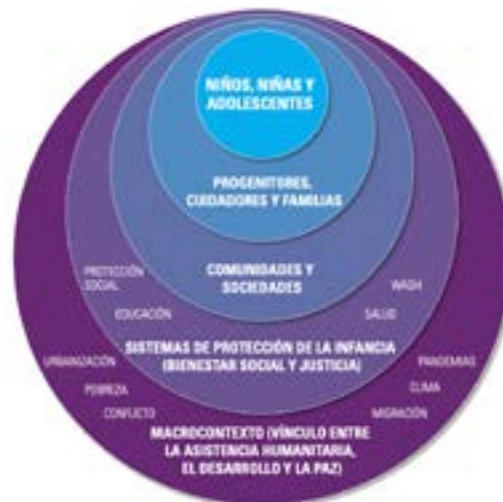 NIÑOS, NIÑAS Y
ADOLESCENTES
PROGENITORES,
CUIDADORES Y FAMILIAS
COMUNIDADES Y
SOCIEDADES
PROTECCIÓN
SOCIAL
WASH
EDUCACIÓN
SALUD
SISTEMAS DE PROTECCIÓN DE LA INFANCIA
(BIENESTAR SOCIAL Y JUSTICIA)
URBANIZACIÓN
PANDEMIAS
POBREZA
CLIMA
CONFLICTO
MIGRACIÓN
MACROCONTEXTO (VÍNCULO ENTRE
LA ASISTENCIA HUMANITARIA,
EL DESARROLLO Y LA PAZ)